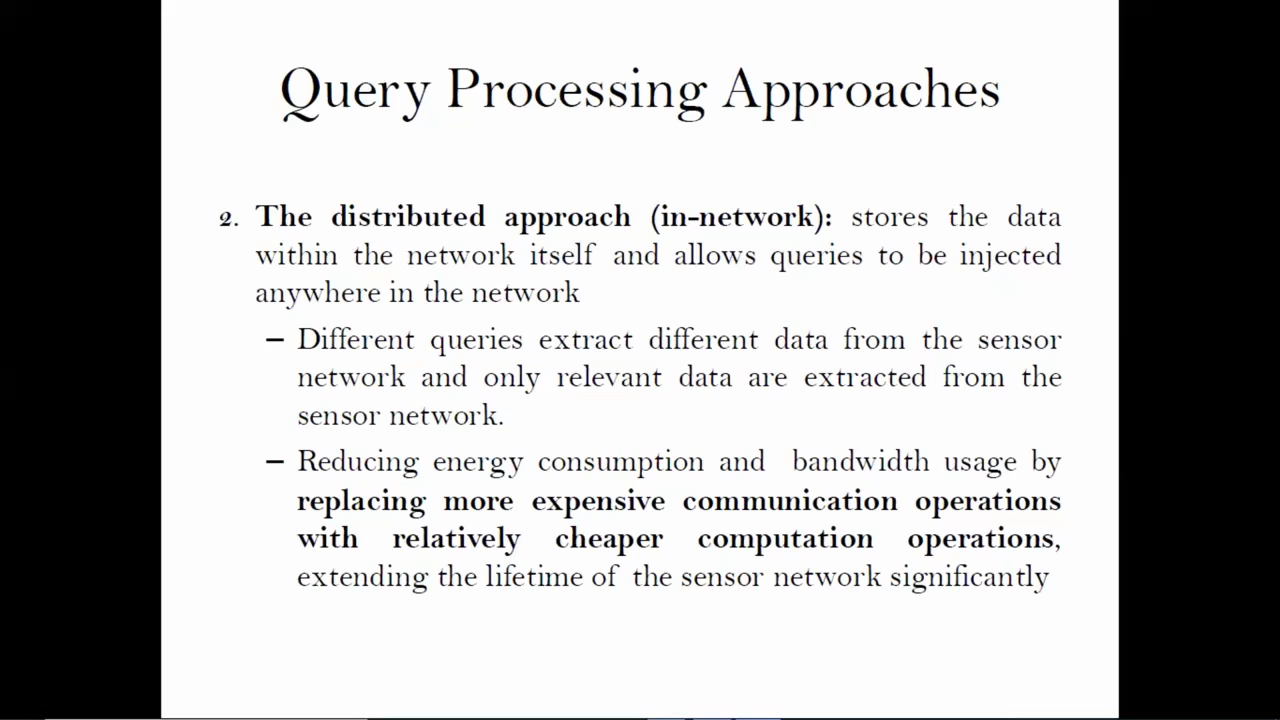 Query Processing Approaches
2. The distributed approach (in-network): stores the data
within the network itself and allows queries to be injected
anywhere in the network
– Different queries extract different data from the sensor
network and only relevant data are extracted from the
sensor network.
– Reducing energy consumption and bandwidth usage by
replacing more expensive communication operations
with relatively cheaper computation operations,
extending the lifetime of the sensor network significantly